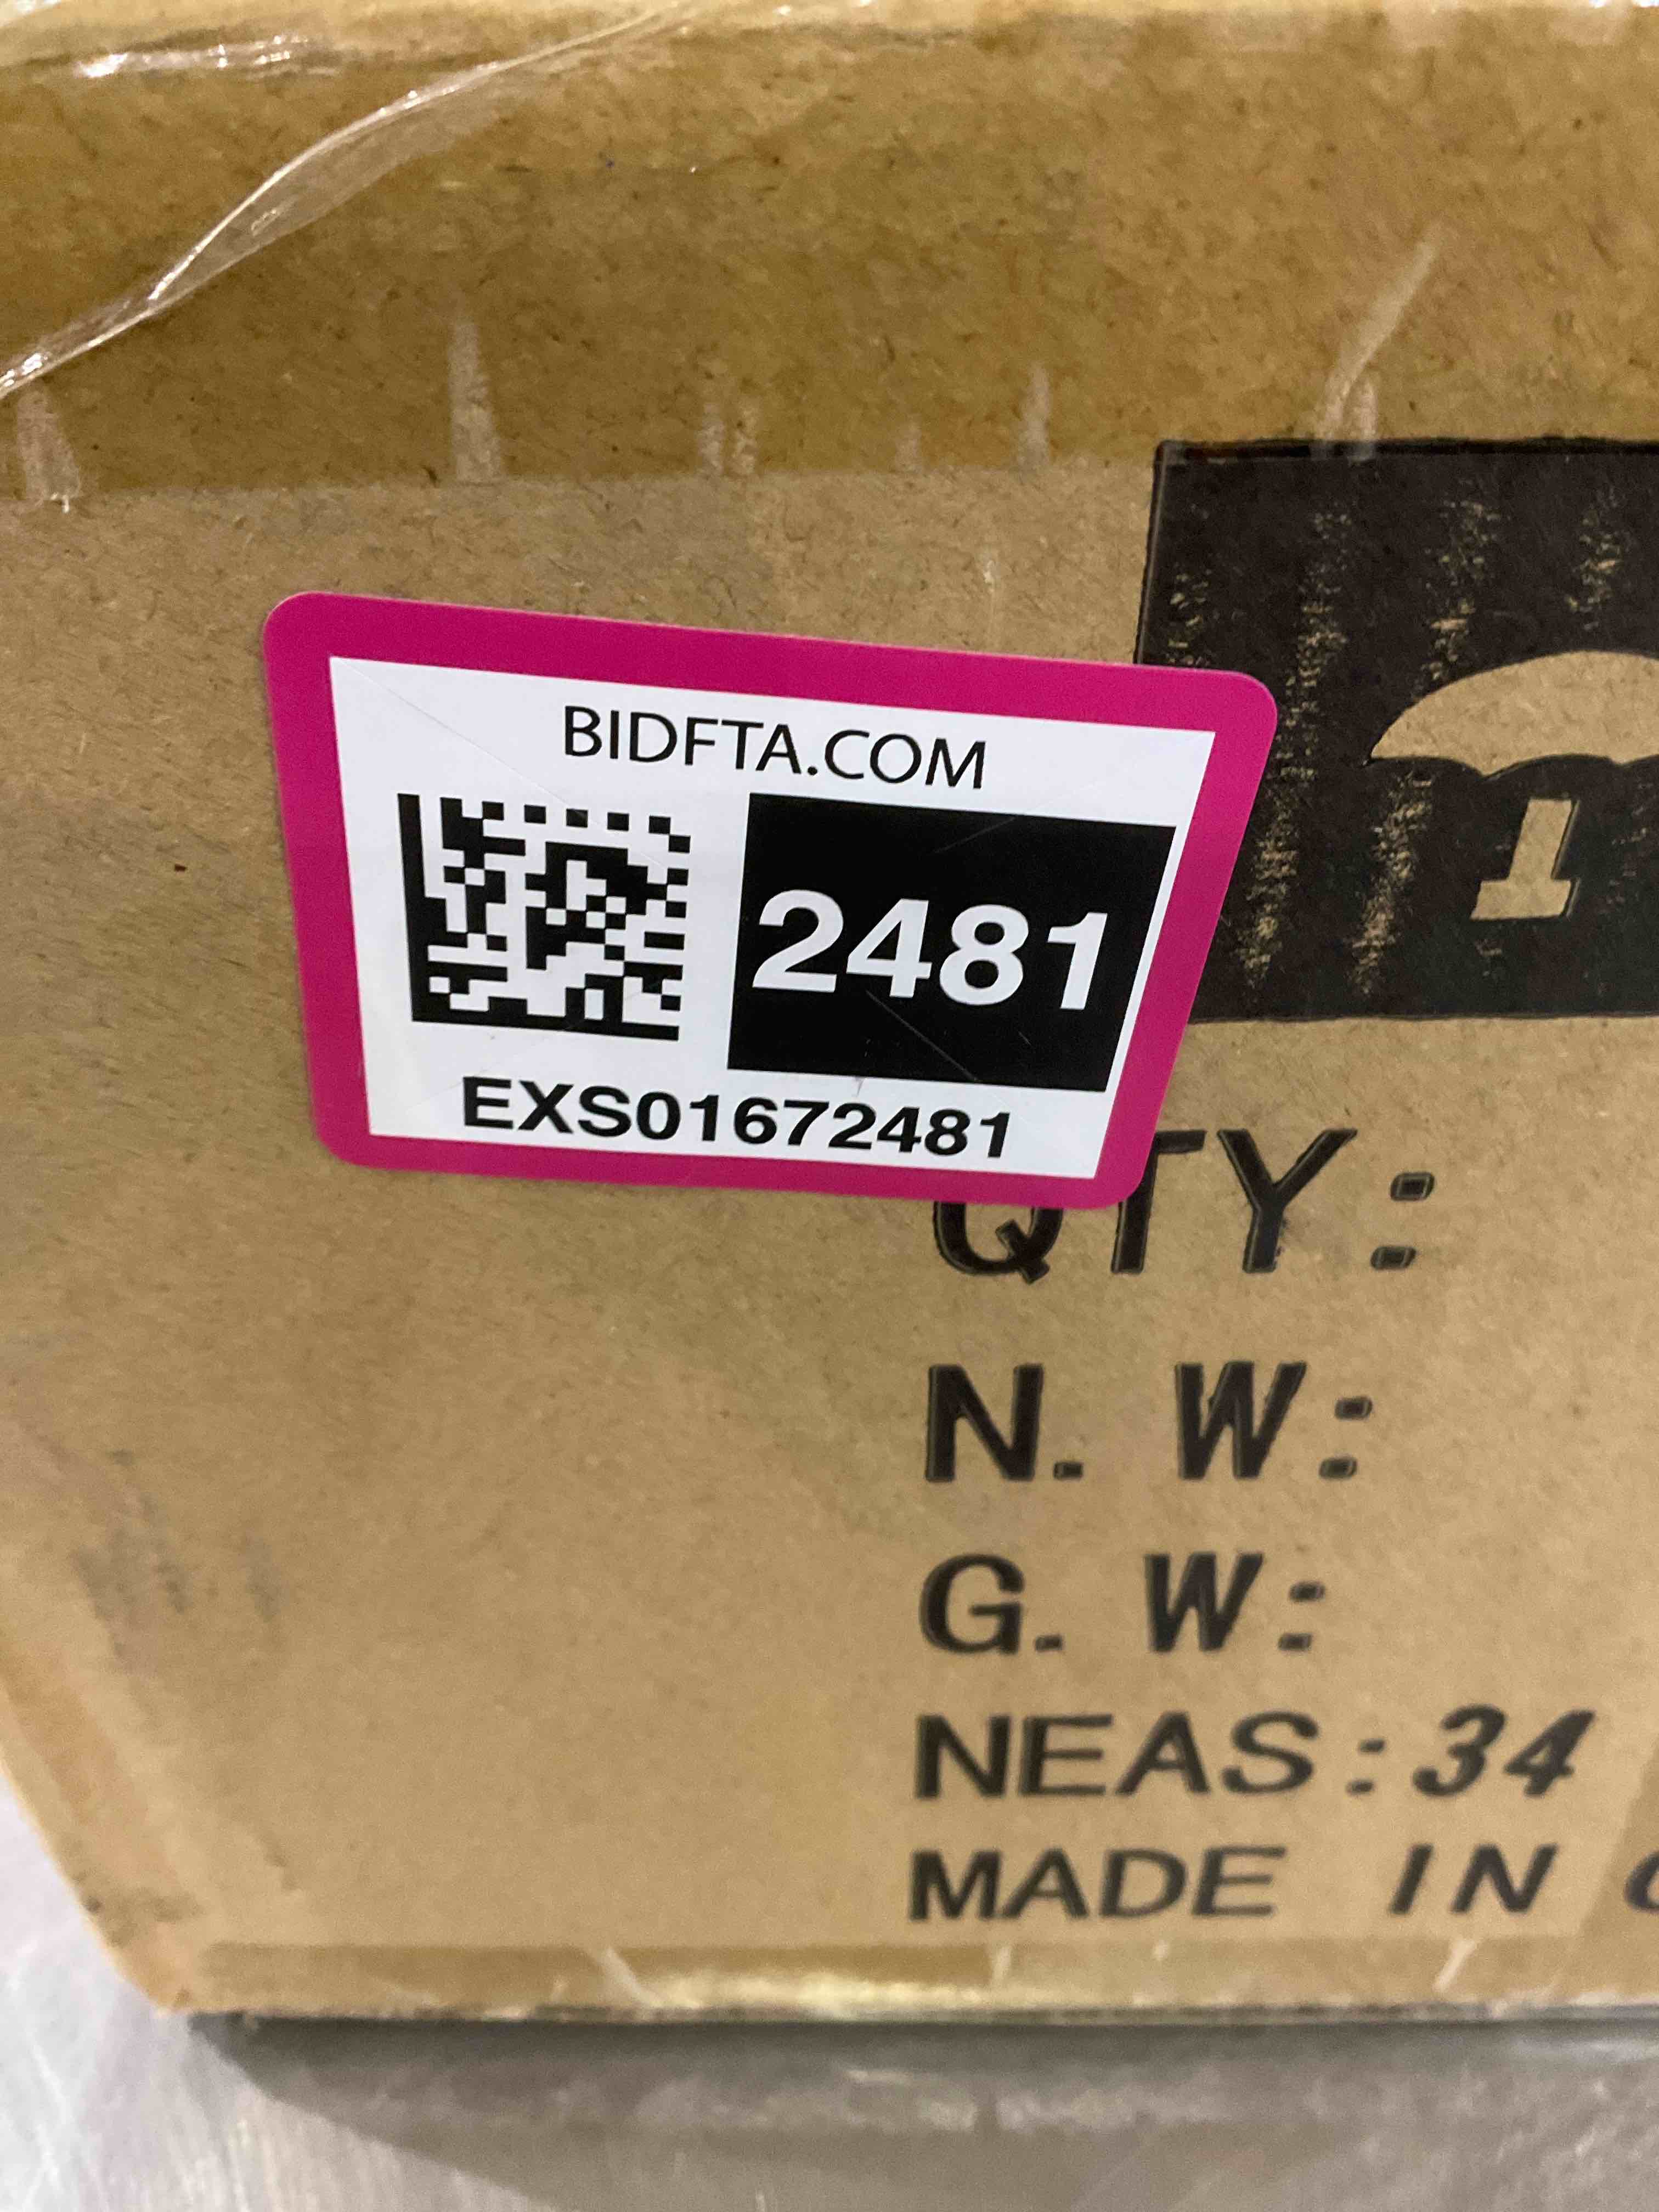 BIDFTA.COM
2481
EXS01672481
QTY:
N. W:
G. W:
NEAS:34
MADE IN